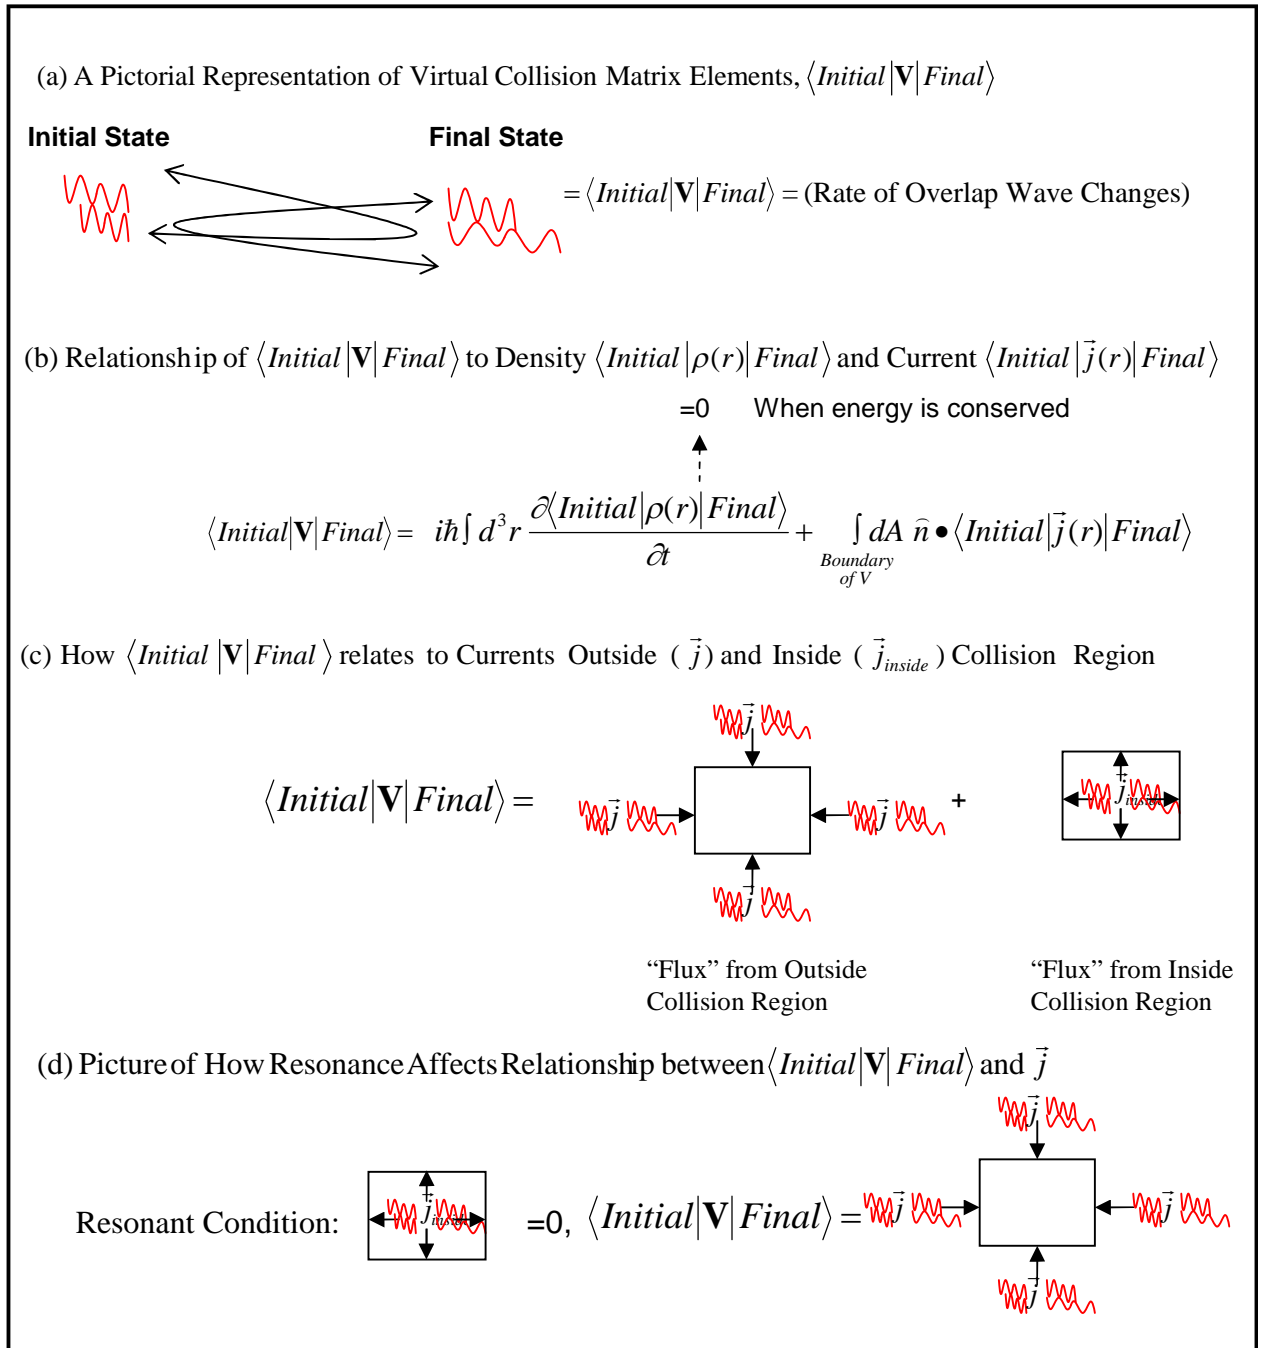 (a) A Pictorial Representation of Virtual Collision Matrix Elements, ⟨Initial|V|Final⟩
Initial State Final State
= ⟨Initial|V|Final⟩ = (Rate of Overlap Wave Changes)
(b) Relationship of ⟨Initial|V|Final⟩ to Density ⟨Initial|ρ(r)|Final⟩ and Current ⟨Initial|j⃗(r)|Final⟩
=0 When energy is conserved
⟨Initial|V|Final⟩ = iℏ∫d³r ∂⟨Initial|ρ(r)|Final⟩/∂t + ∫dA n̂ • ⟨Initial|j⃗(r)|Final⟩
Boundary
of V
(c) How ⟨Initial|V|Final⟩ relates to Currents Outside ( j⃗ ) and Inside ( j⃗inside ) Collision Region
j⃗
⟨Initial|V|Final⟩ = j⃗ j⃗ + j⃗inside
j⃗
“Flux” from Outside “Flux” from Inside
Collision Region Collision Region
(d) Picture of How Resonance Affects Relationship between ⟨Initial|V|Final⟩ and j⃗
j⃗
Resonant Condition: j⃗inside =0, ⟨Initial|V|Final⟩ = j⃗ j⃗
j⃗